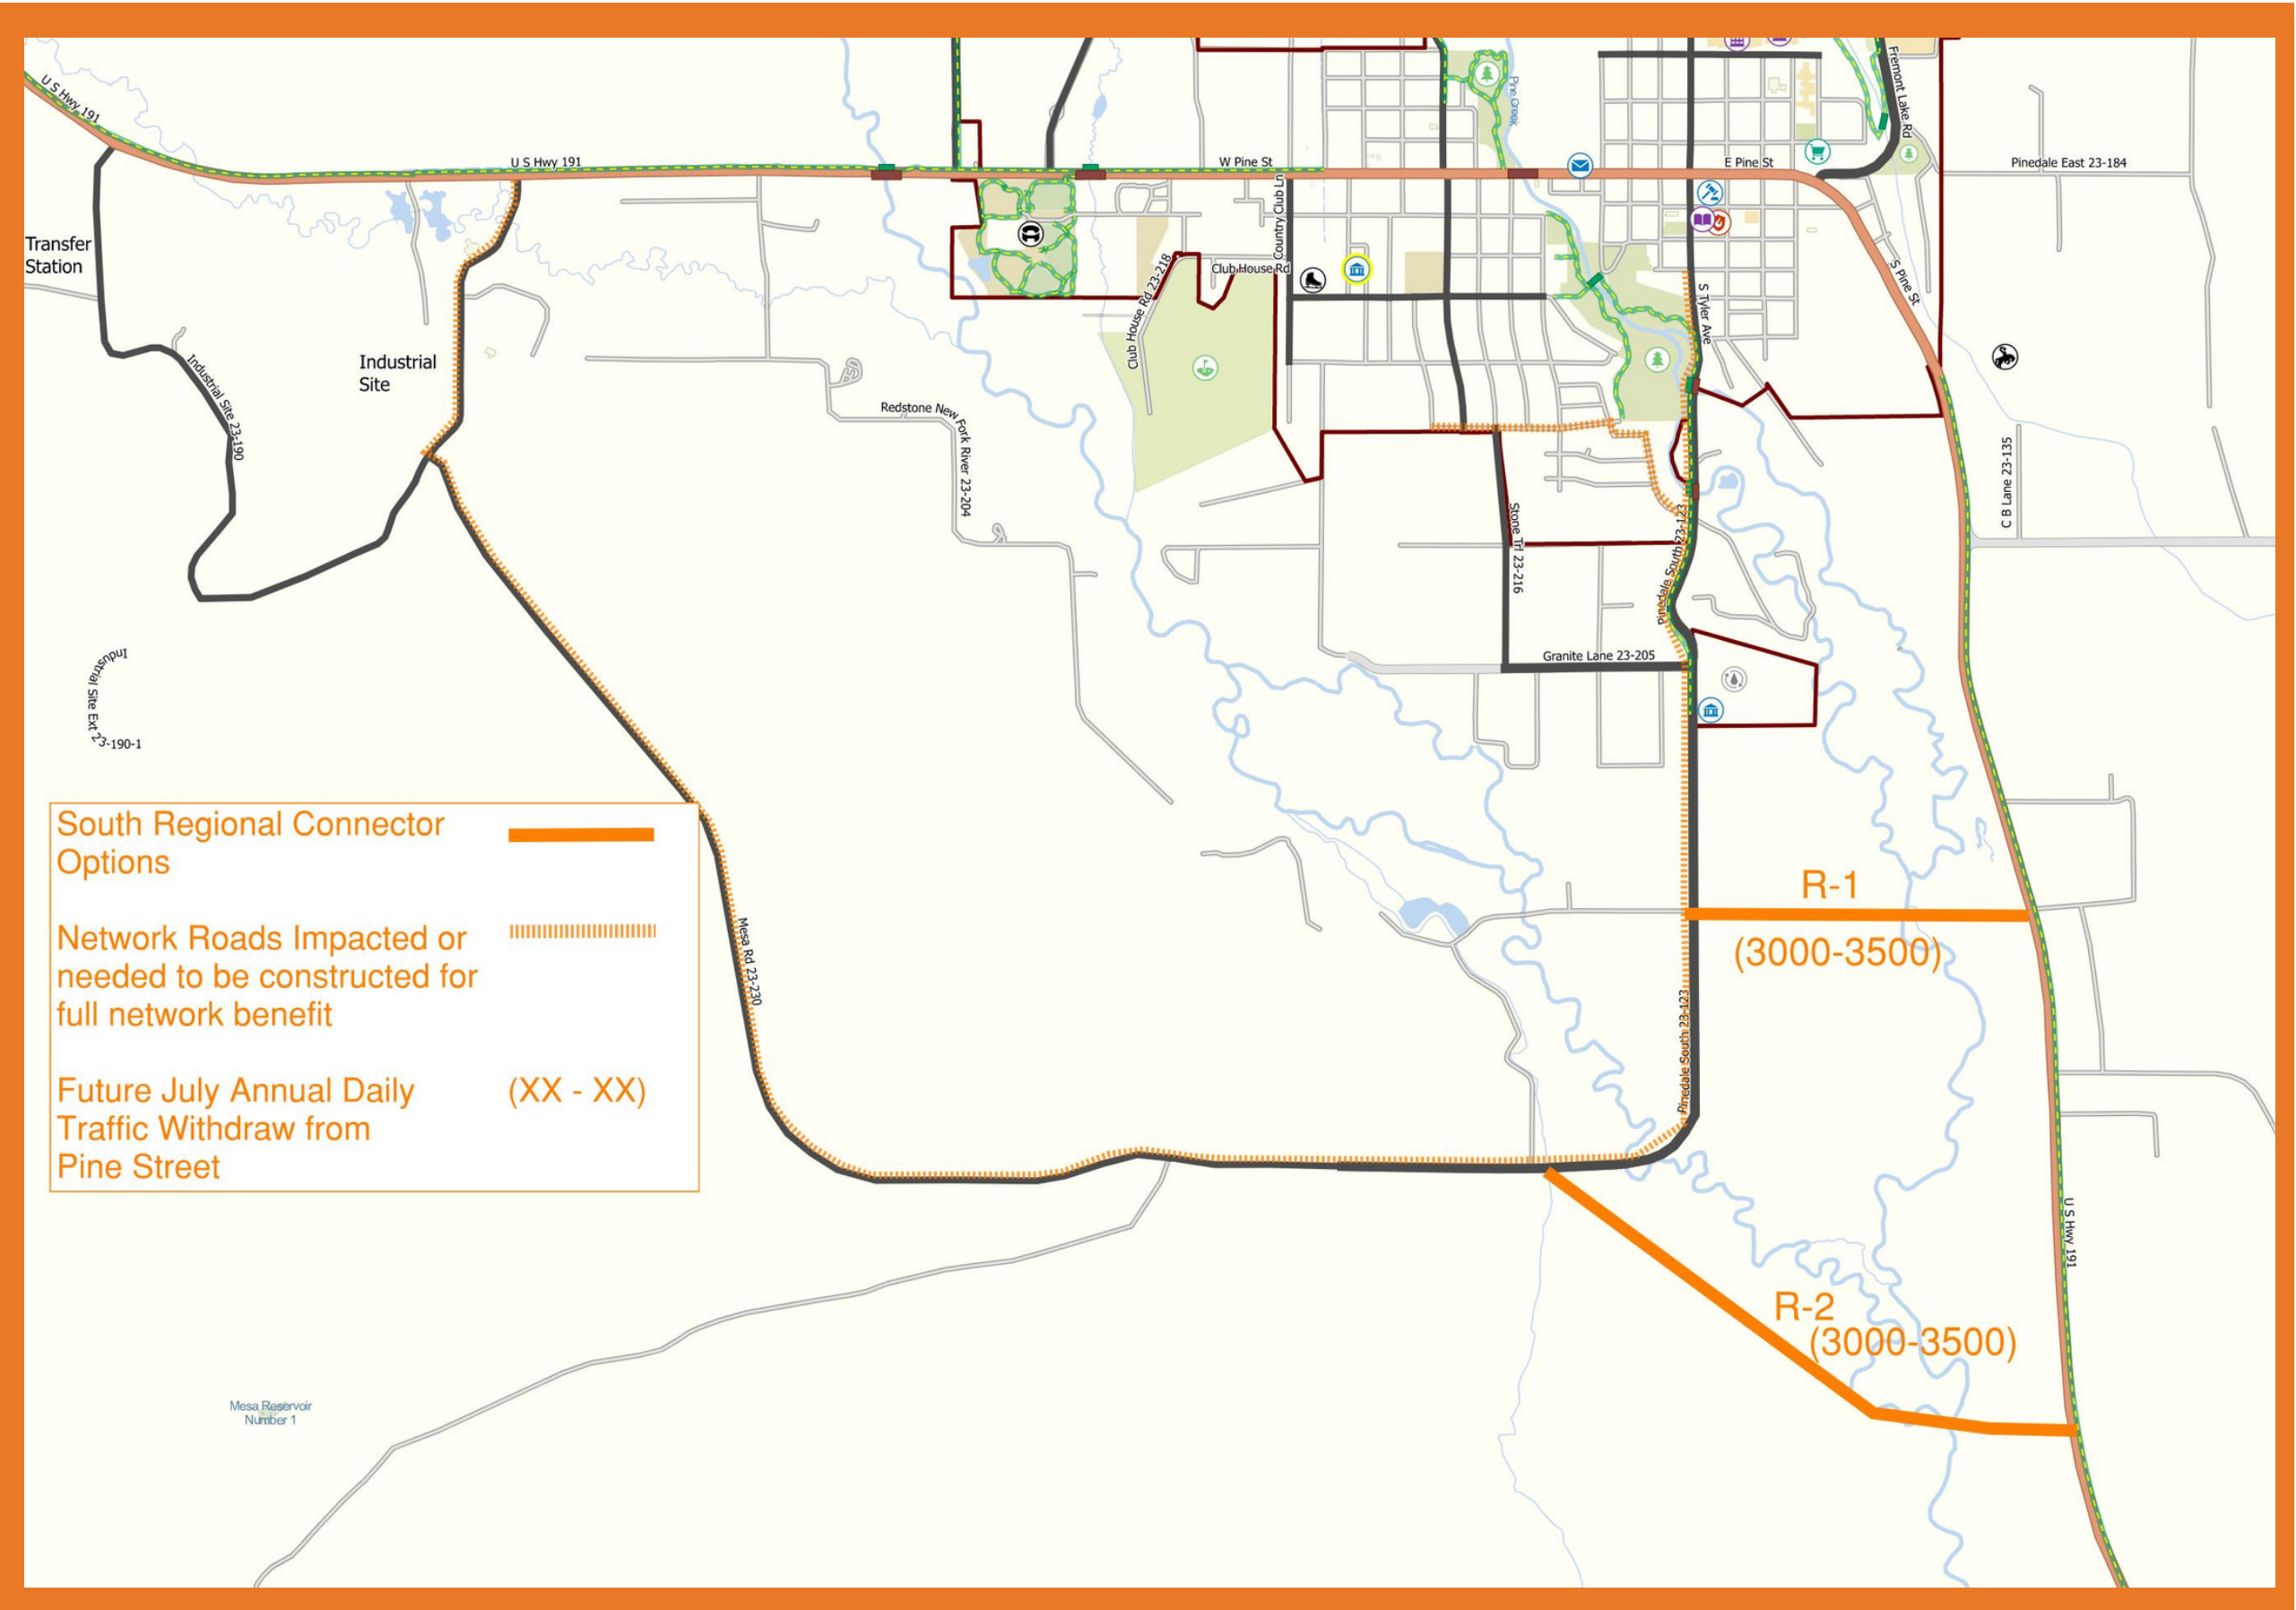 U S Hwy 191
U S Hwy 191
W Pine St
E Pine St
Pinedale East 23-184
Fremont Lake Rd
Pine Creek
Country Club Ln
Transfer
Station
Club House Rd 23-218
Club House Rd
S Pine St
S Tyler Ave
Industrial
Site
Industrial Site 23-190
Redstone New Fork River 23-204
C B Lane 23-135
Stone Trl 23-216
Pinedale South 23-123
Granite Lane 23-205
Industrial Site Ext 23-190-1
South Regional Connector
Options
Network Roads Impacted or
needed to be constructed for
full network benefit
Future July Annual Daily
Traffic Withdraw from
Pine Street
(XX - XX)
Mesa Rd 23-230
R-1
(3000-3500)
Pinedale South 23-123
U S Hwy 191
R-2
(3000-3500)
Mesa Reservoir
Number 1